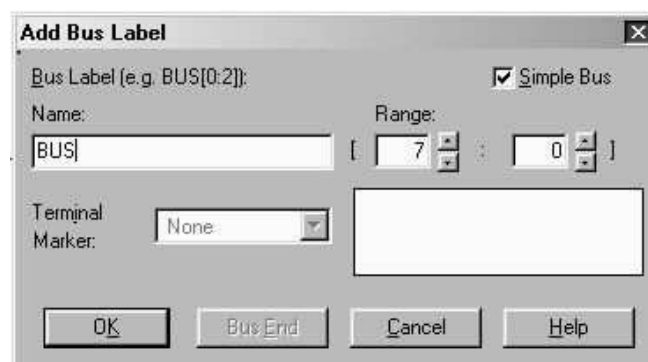 Add Bus Label
Bus Label (e.g. BUS[0:2]):
Simple Bus
Name:
Range:
BUS
[ 7 : 0 ]
Terminal Marker:
None
OK
Bus End
Cancel
Help